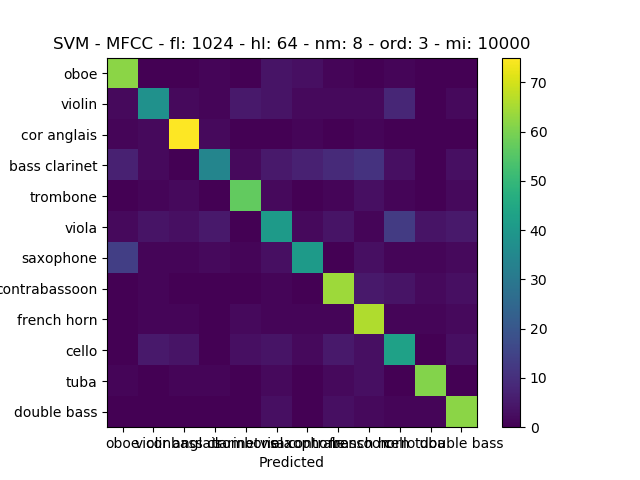 SVM - MFCC - fl: 1024 - hl: 64 - nm: 8 - ord: 3 - mi: 10000
oboe
violin
cor anglais
bass clarinet
trombone
viola
saxophone
contrabassoon
french horn
cello
tuba
double bass
70
60
50
40
30
20
10
0
oboe
double bass
Predicted